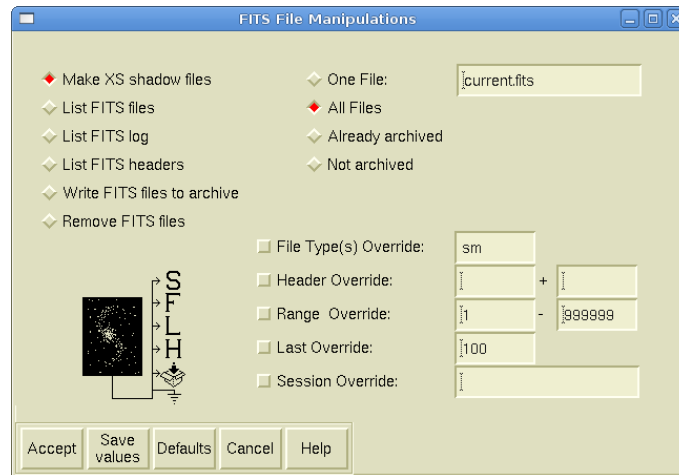 FITS File Manipulations
Make XS shadow files
One File:
current.fits
List FITS files
All Files
List FITS log
Already archived
List FITS headers
Not archived
Write FITS files to archive
Remove FITS files
File Type(s) Override:
sm
Header Override:
+
Range Override:
1
-
999999
Last Override:
100
Session Override:
S
F
L
H
Accept
Save
values
Defaults
Cancel
Help